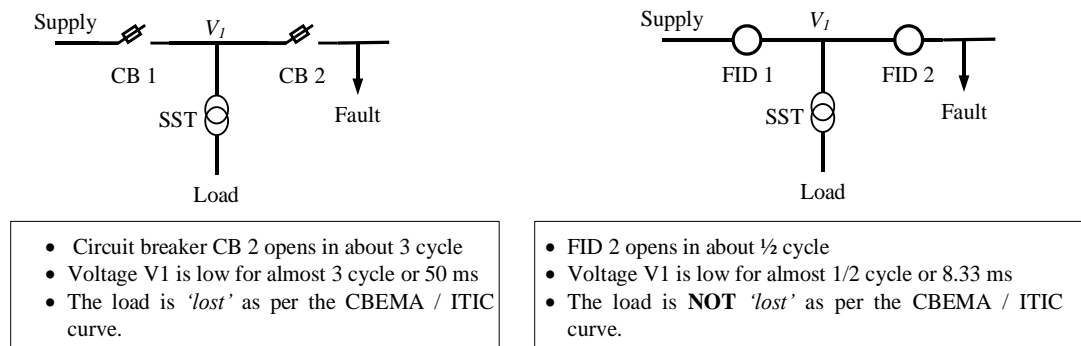 Supply
V1
CB 1
CB 2
SST
Fault
Load
• Circuit breaker CB 2 opens in about 3 cycle
• Voltage V1 is low for almost 3 cycle or 50 ms
• The load is ‘lost’ as per the CBEMA / ITIC
curve.
Supply
V1
FID 1
FID 2
SST
Fault
Load
• FID 2 opens in about ½ cycle
• Voltage V1 is low for almost 1/2 cycle or 8.33 ms
• The load is NOT ‘lost’ as per the CBEMA / ITIC
curve.